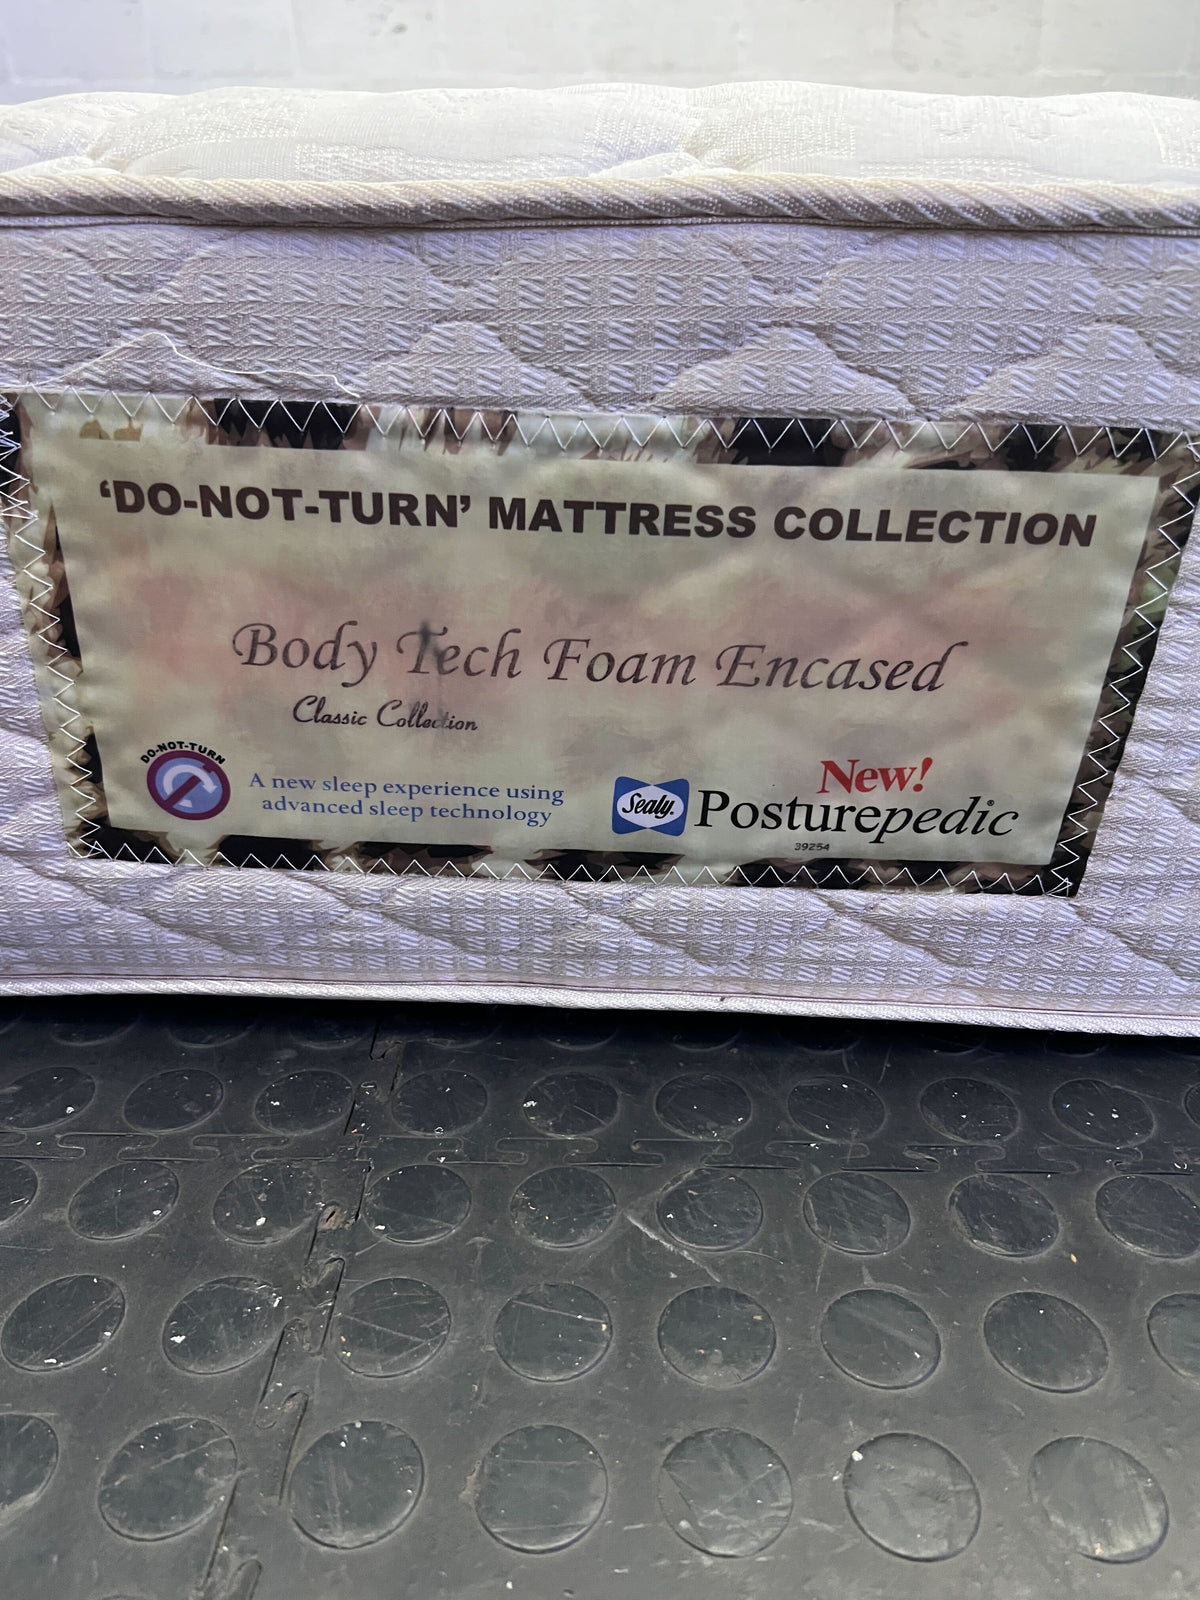 ‘DO-NOT-TURN’ MATTRESS COLLECTION
Body Tech Foam Encased
Classic Collection
DO-NOT-TURN
A new sleep experience using
advanced sleep technology
Sealy.
New!
Posturepedic
39254